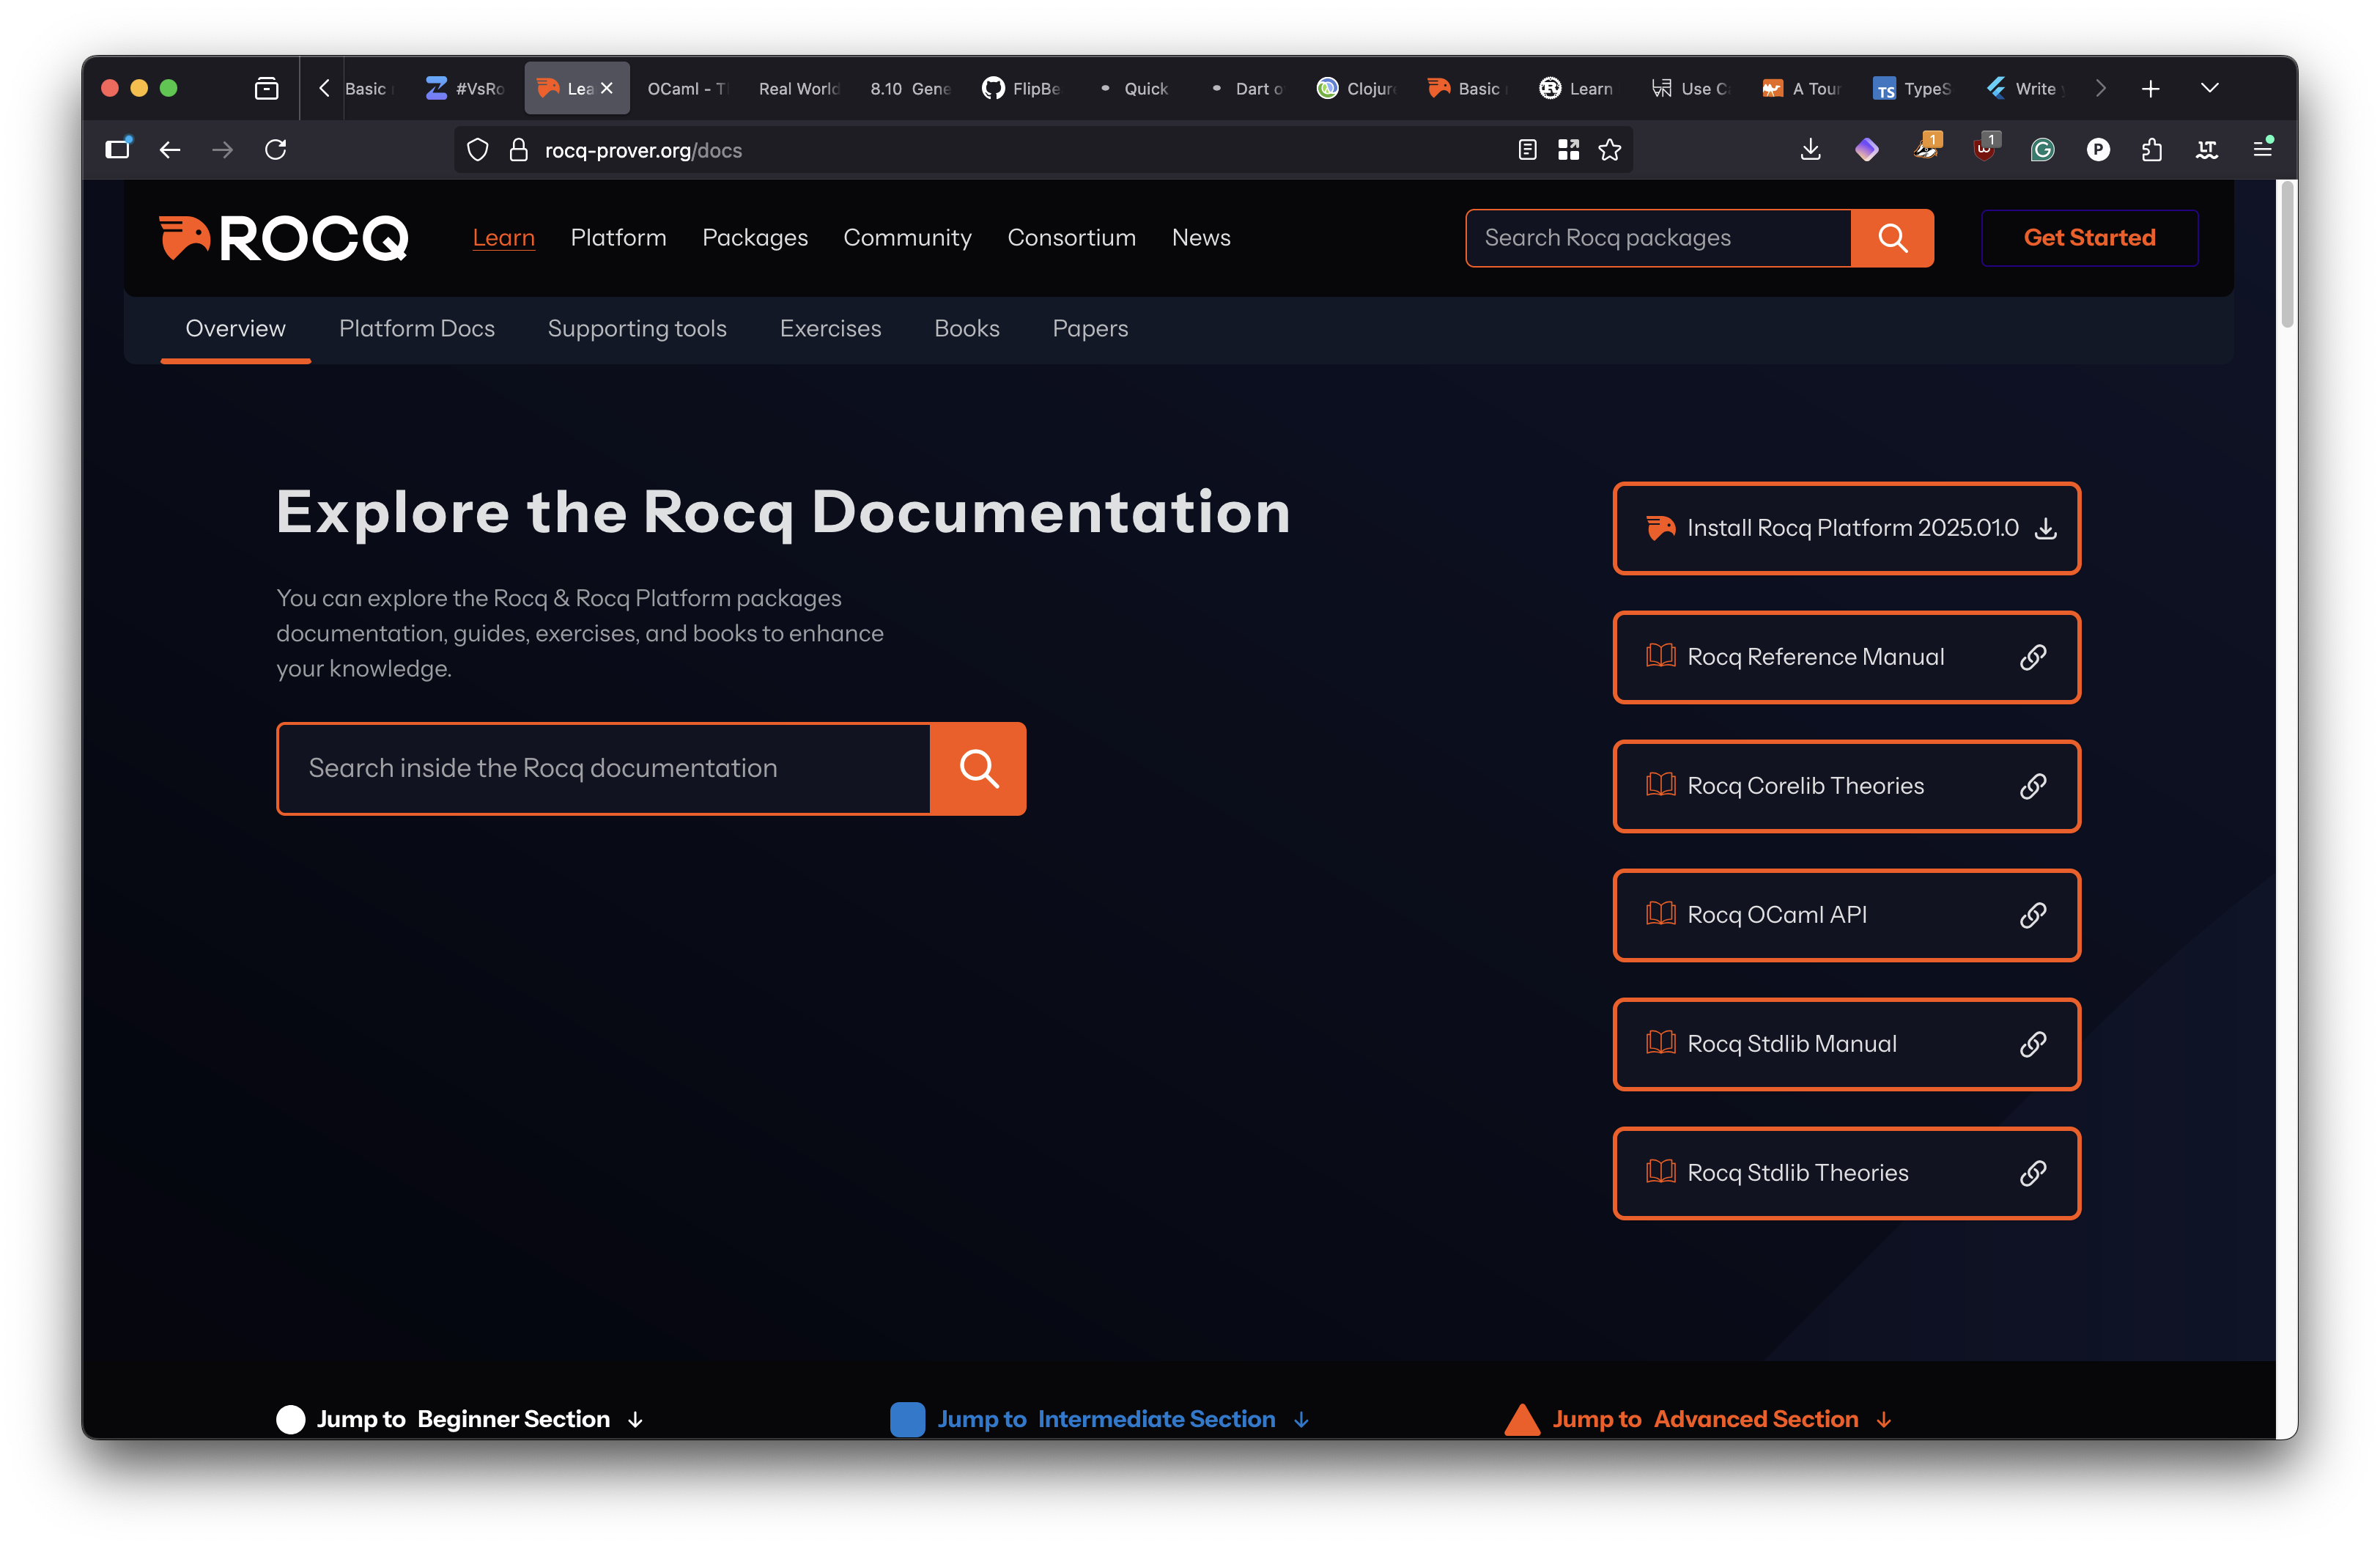 Basic
#VsRo
Lea
OCaml - T
Real World
8.10 Gene
FlipBe
Quick
Dart o
Clojur
Basic
Learn
Use C
A Tour
TS
TypeS
Write
rocq-prover.org/docs
1
1
P
LT
ROCQ
Learn
Platform
Packages
Community
Consortium
News
Search Rocq packages
Get Started
Overview
Platform Docs
Supporting tools
Exercises
Books
Papers
Explore the Rocq Documentation
You can explore the Rocq & Rocq Platform packages
documentation, guides, exercises, and books to enhance
your knowledge.
Search inside the Rocq documentation
Install Rocq Platform 2025.01.0
Rocq Reference Manual
Rocq Corelib Theories
Rocq OCaml API
Rocq Stdlib Manual
Rocq Stdlib Theories
Jump to Beginner Section ↓
Jump to Intermediate Section ↓
Jump to Advanced Section ↓